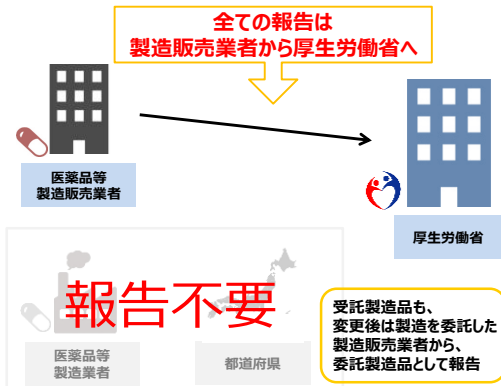 全ての報告は
製造販売業者から厚生労働省へ
医薬品等
製造販売業者
厚生労働省
報告不要
医薬品等
製造業者
都道府県
受託製造品も、
変更後は製造を委託した
製造販売業者から、
委託製造品として報告